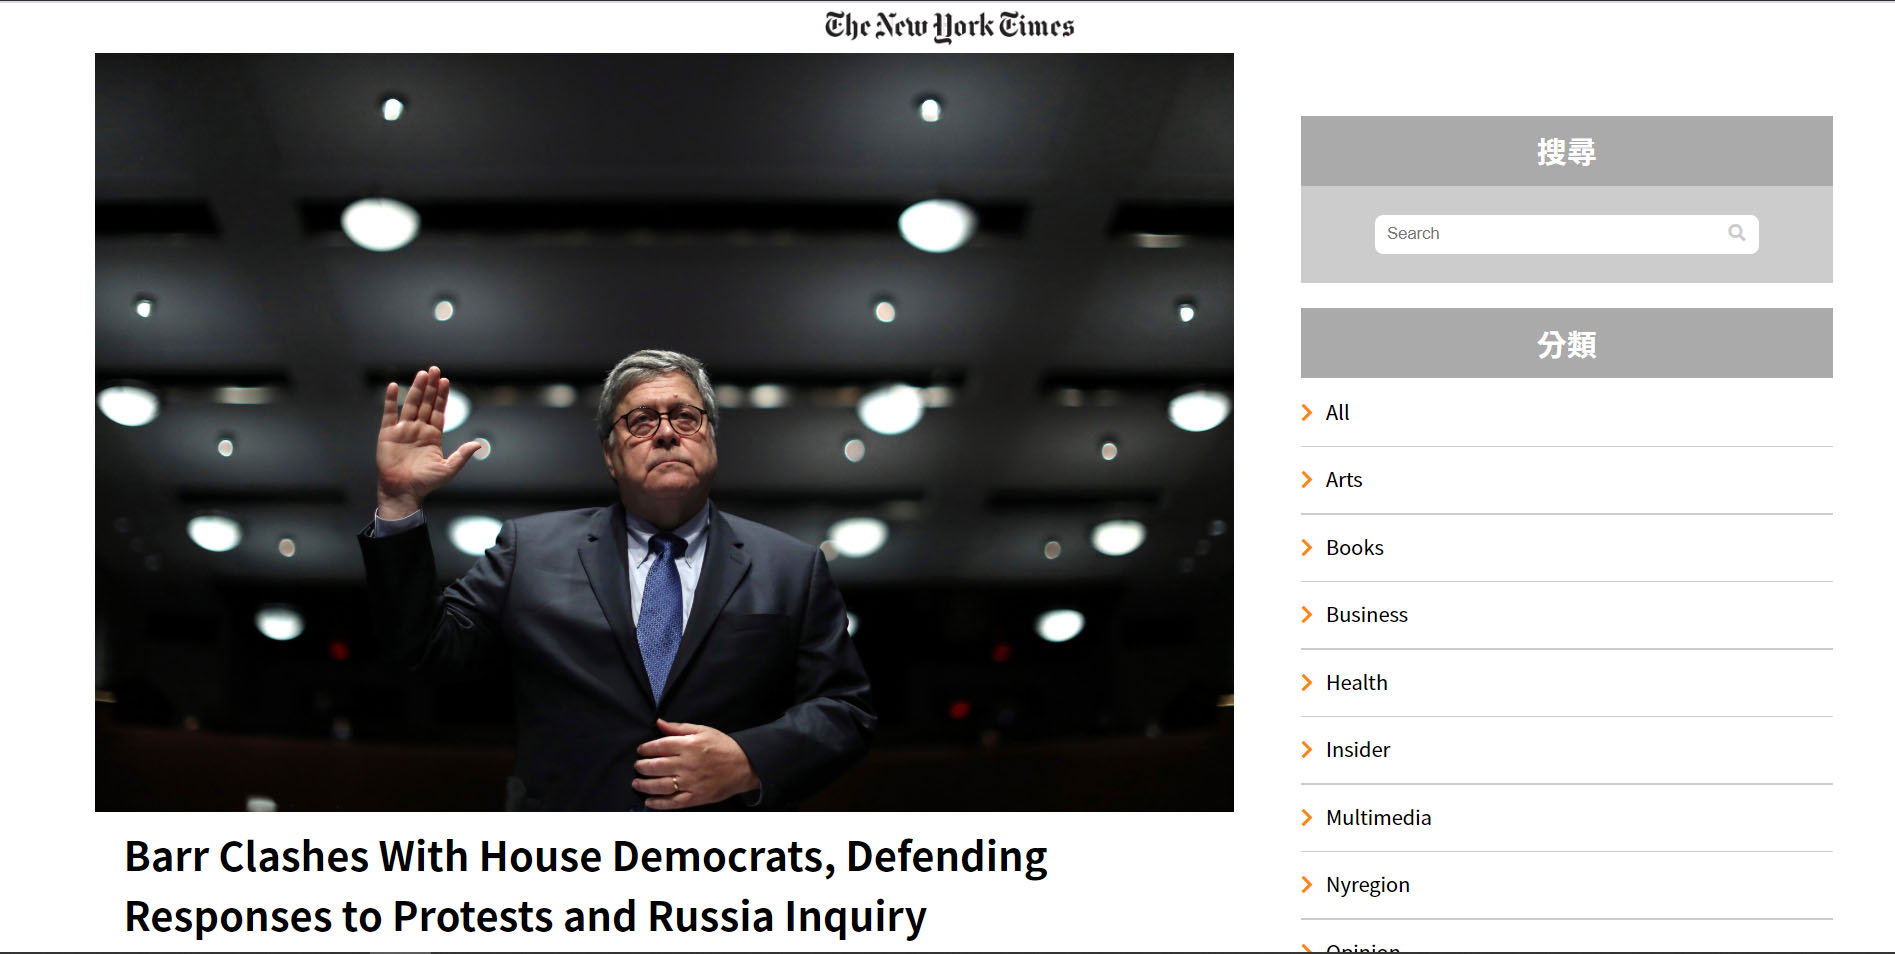 The New York Times
Barr Clashes With House Democrats, Defending
Responses to Protests and Russia Inquiry
搜尋
Search
分類
All
Arts
Books
Business
Health
Insider
Multimedia
Nyregion
Opinion